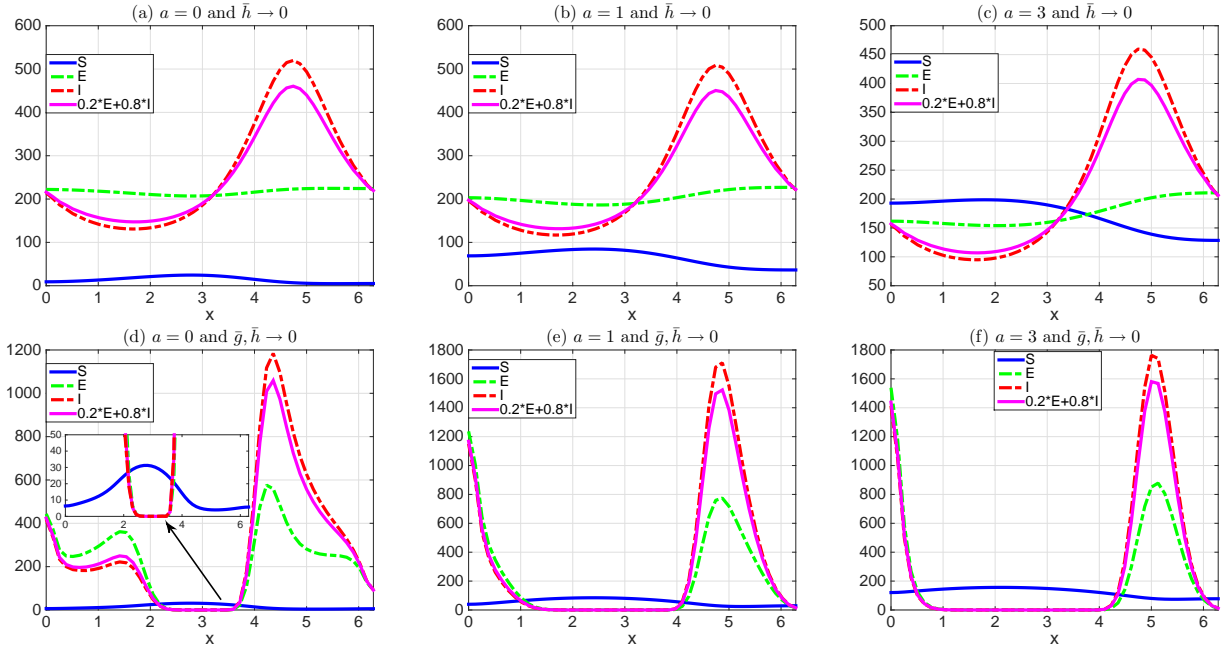 (a) a = 0 and h̄ → 0
600
500
400
300
200
100
0
S
E
I
0.2*E+0.8*I
0 1 2 3 4 5 6
x
(b) a = 1 and h̄ → 0
600
500
400
300
200
100
0
S
E
I
0.2*E+0.8*I
0 1 2 3 4 5 6
x
(c) a = 3 and h̄ → 0
500
450
400
350
300
250
200
150
100
50
S
E
I
0.2*E+0.8*I
0 1 2 3 4 5 6
x
(d) a = 0 and ḡ, h̄ → 0
1200
1000
800
600
400
200
0
S
E
I
0.2*E+0.8*I
50
40
30
20
10
0
0 2 4 6
0 1 2 3 4 5 6
x
(e) a = 1 and ḡ, h̄ → 0
1800
1600
1400
1200
1000
800
600
400
200
0
S
E
I
0.2*E+0.8*I
0 1 2 3 4 5 6
x
(f) a = 3 and ḡ, h̄ → 0
1800
1600
1400
1200
1000
800
600
400
200
0
S
E
I
0.2*E+0.8*I
0 1 2 3 4 5 6
x